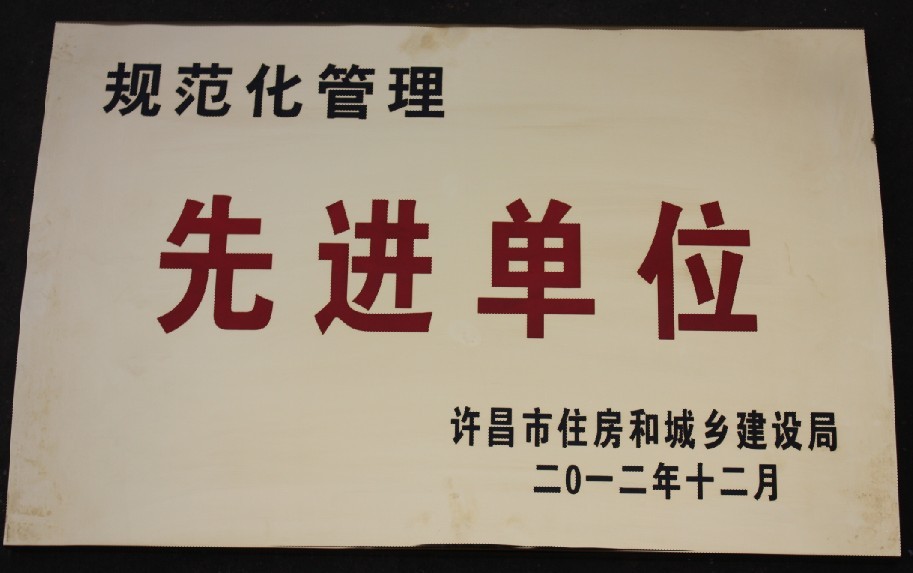 规范化管理
先进单位
许昌市住房和城乡建设局
二0一二年十二月